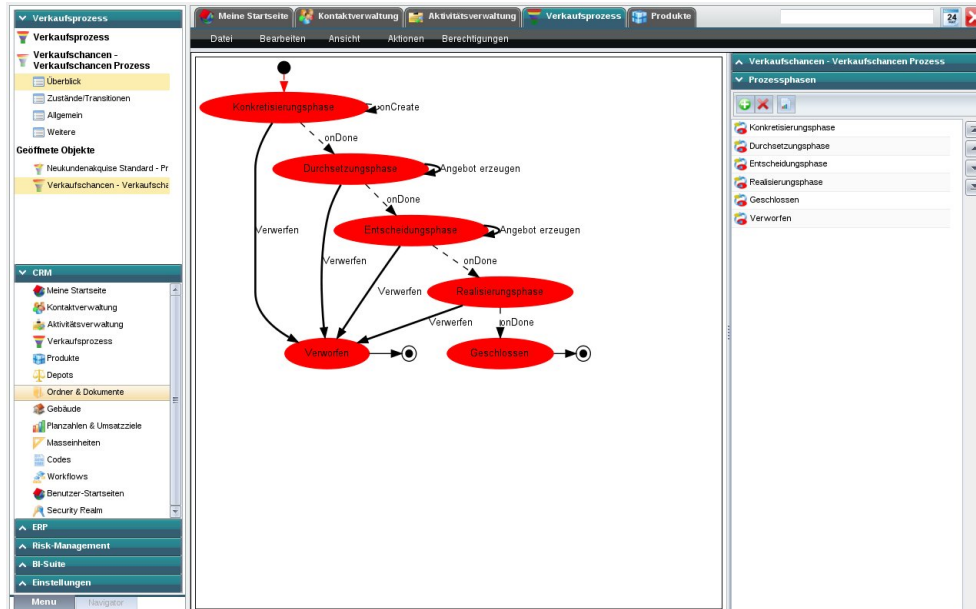 Verkaufsprozess
Verkaufsprozess
Verkaufschancen -
Verkaufschancen Prozess
Überblick
Zustände/Transitionen
Allgemein
Weitere
Geöffnete Objekte
Neukundenakquise Standard - Pr
Verkaufschancen - Verkaufscha
CRM
Meine Startseite
Kontaktverwaltung
Aktivitätsverwaltung
Verkaufsprozess
Produkte
Depots
Ordner & Dokumente
Gebäude
Planzahlen & Umsatzziele
Masseinheiten
Codes
Workflows
Benutzer-Startseiten
Security Realm
ERP
Risk-Management
BI-Suite
Einstellungen
Menu Navigator
Meine Startseite Kontaktverwaltung Aktivitätsverwaltung Verkaufsprozess Produkte
24
Datei Bearbeiten Ansicht Aktionen Berechtigungen
Konkretisierungsphase onCreate
onDone
Durchsetzungsphase Angebot erzeugen
onDone
Verwerfen Entscheidungsphase Angebot erzeugen
Verwerfen onDone
Verwerfen Realisierungsphase
Verwerfen onDone
Verworfen Geschlossen
Verkaufschancen - Verkaufschancen Prozess
Prozessphasen
Konkretisierungsphase
Durchsetzungsphase
Entscheidungsphase
Realisierungsphase
Geschlossen
Verworfen